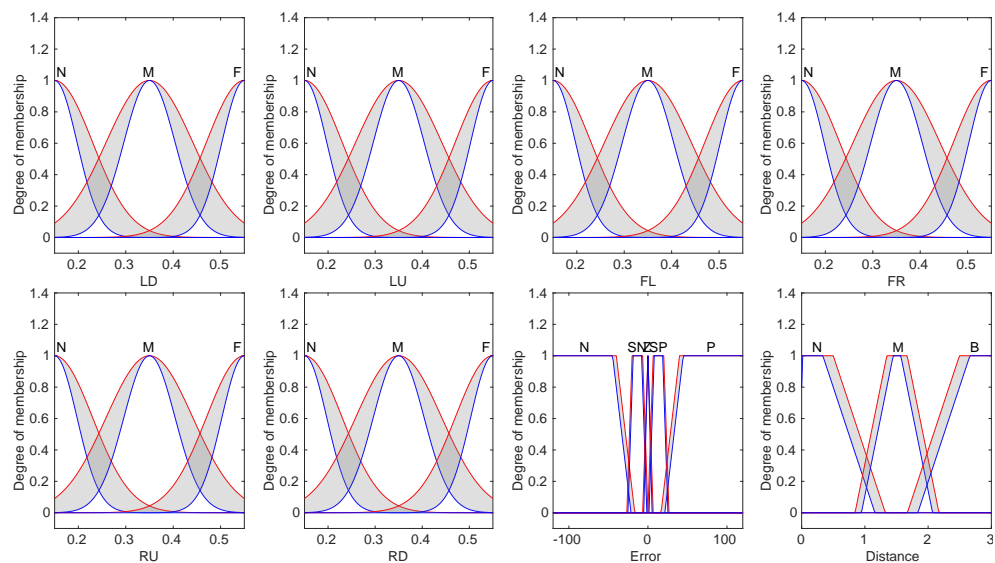 1.4 1.4 1.4 1.4
1.2 1.2 1.2 1.2
N M F N M F N M F N M F
1 1 1 1
0.8 0.8 0.8 0.8
0.6 0.6 0.6 0.6
0.4 0.4 0.4 0.4
0.2 0.2 0.2 0.2
0 0 0 0
Degree of membership Degree of membership Degree of membership Degree of membership
0.2 0.3 0.4 0.5 0.2 0.3 0.4 0.5 0.2 0.3 0.4 0.5 0.2 0.3 0.4 0.5
LD LU FL FR
1.4 1.4 1.4 1.4
1.2 1.2 1.2 1.2
N M F N M F N SN Z SP P N M B
1 1 1 1
0.8 0.8 0.8 0.8
0.6 0.6 0.6 0.6
0.4 0.4 0.4 0.4
0.2 0.2 0.2 0.2
0 0 0 0
Degree of membership Degree of membership Degree of membership Degree of membership
0.2 0.3 0.4 0.5 0.2 0.3 0.4 0.5 -100 0 100 0 1 2 3
RU RD Error Distance